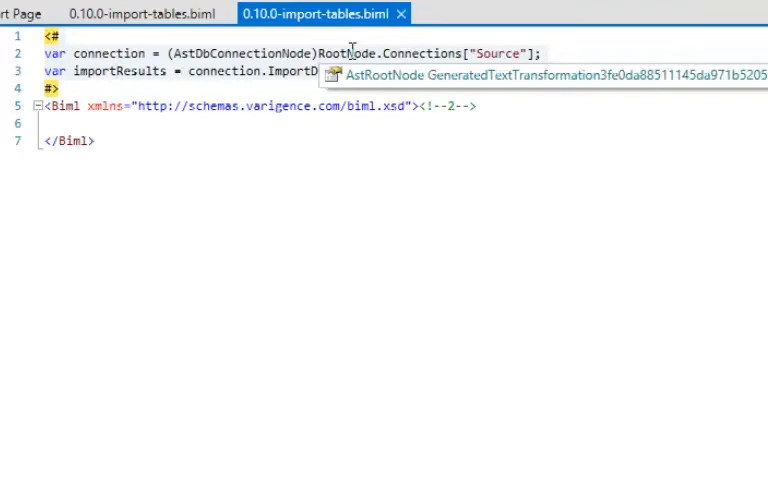 rt Page 0.10.0-import-tables.biml 0.10.0-import-tables.biml
1 <#
2 var connection = (AstDbConnectionNode)RootNode.Connections["Source"];
3 var importResults = connection.ImportD
AstRootNode GeneratedTextTransformation3fe0da88511145da971b5205
4 #>
5 <Biml xmlns="http://schemas.varigence.com/biml.xsd"><!--2-->
6
7 </Biml>